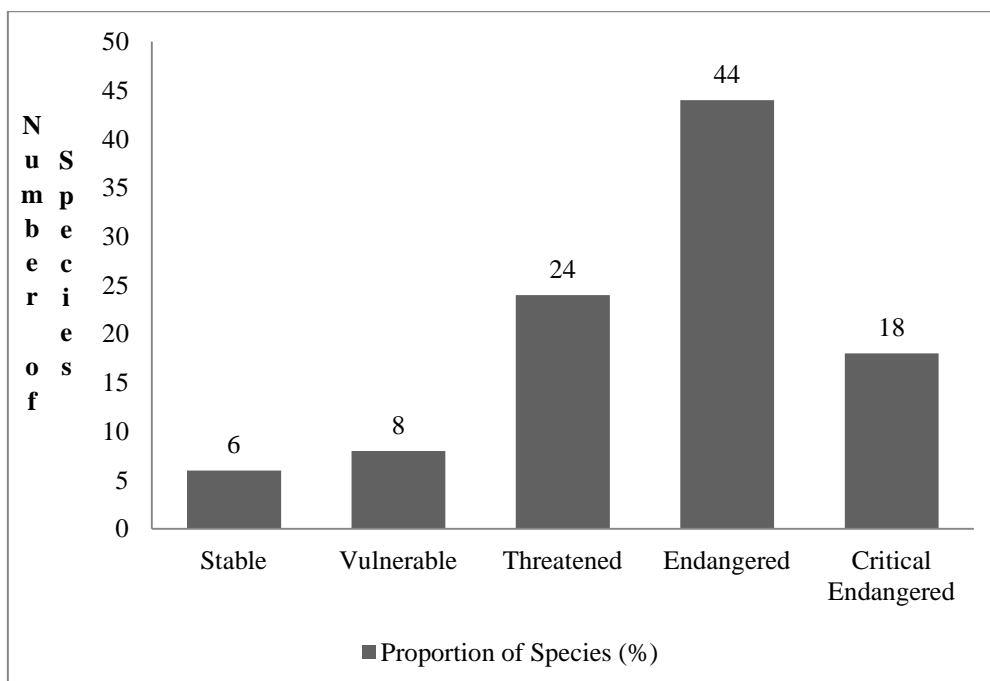 Number of
Species
50
45
40
35
30
25
20
15
10
5
0
6
8
24
44
18
Stable
Vulnerable
Threatened
Endangered
Critical
Endangered
Proportion of Species (%)